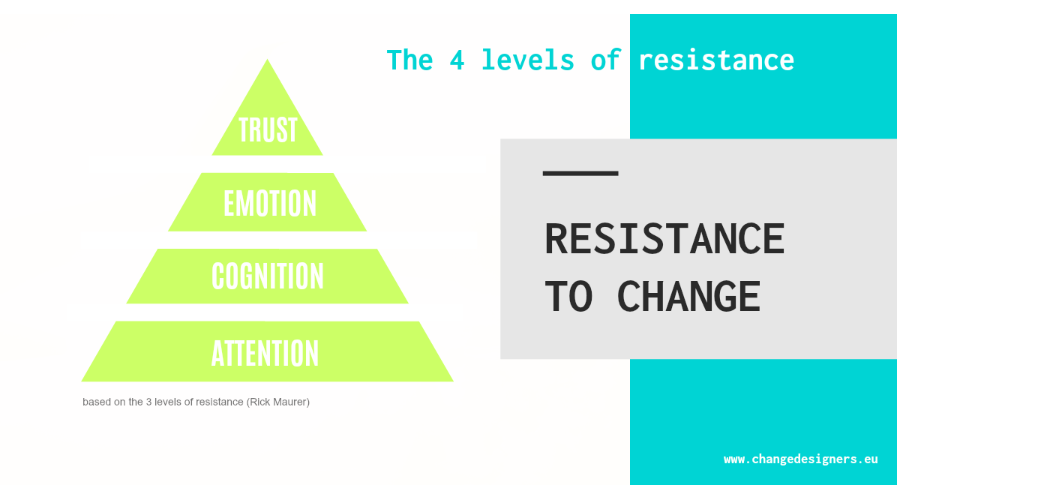 The 4 levels of resistance
TRUST
EMOTION
COGNITION
ATTENTION
based on the 3 levels of resistance (Rick Maurer)
RESISTANCE
TO CHANGE
www.changedesigners.eu